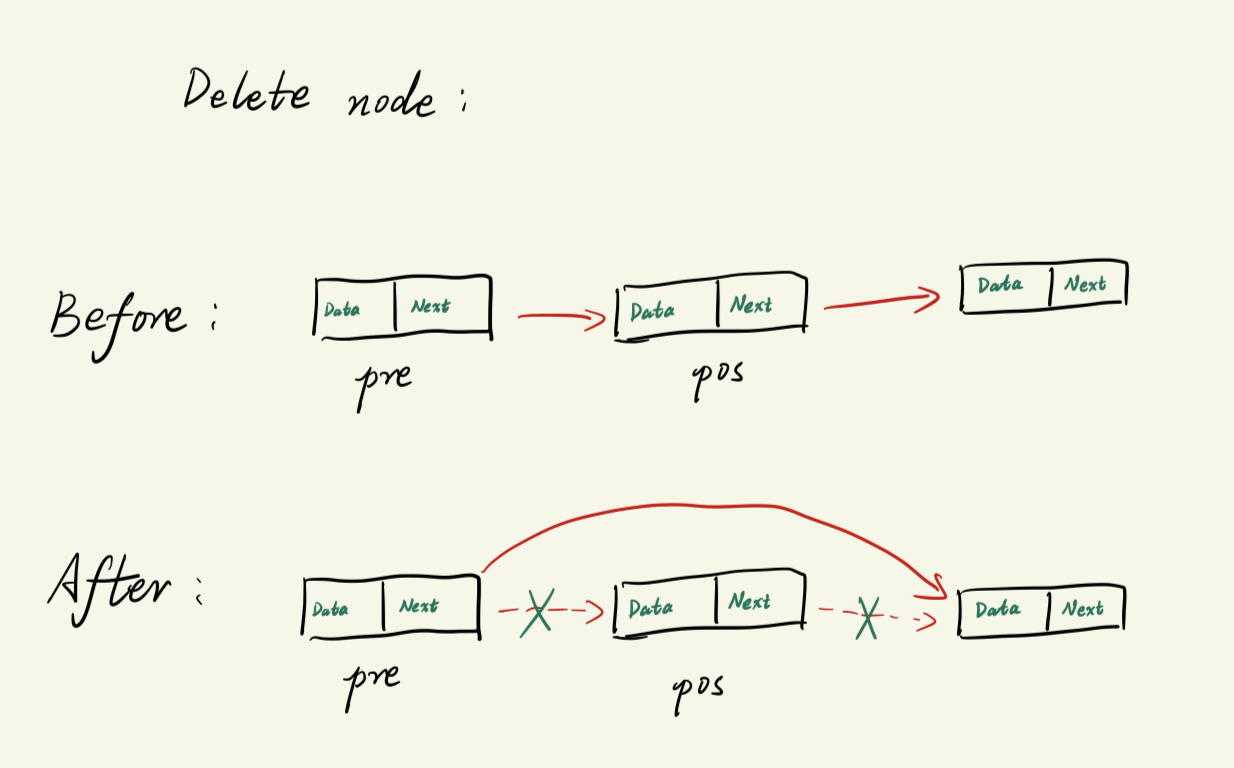 Delete node:
Before: Data Next Data Next Data Next
pre pos
After: Data Next Data Next Data Next
pre pos